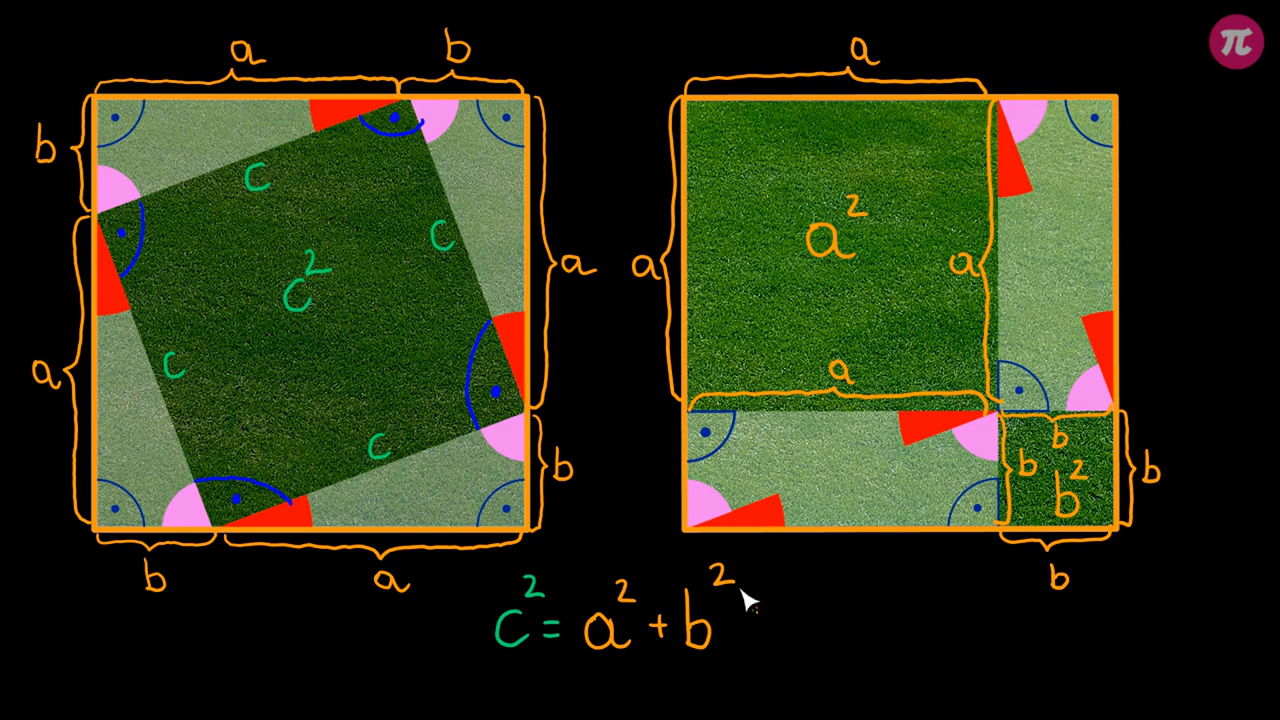 π
a b a
b
c
c
a²
c²
a a a
c
a
a
c
b
b b²
b b
b a b
c² = a² + b²